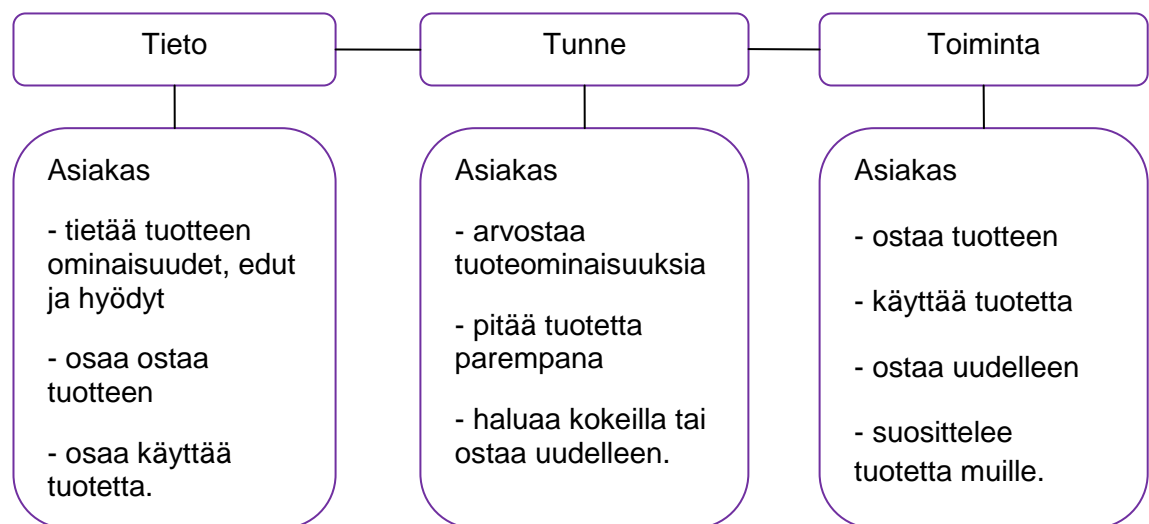 Tieto
Tunne
Toiminta
Asiakas
- tietää tuotteen
ominaisuudet, edut
ja hyödyt
- osaa ostaa
tuotteen
- osaa käyttää
tuotetta.
Asiakas
- arvostaa
tuoteominaisuuksia
- pitää tuotetta
parempana
- haluaa kokeilla tai
ostaa uudelleen.
Asiakas
- ostaa tuotteen
- käyttää tuotetta
- ostaa uudelleen
- suosittelee
tuotetta muille.